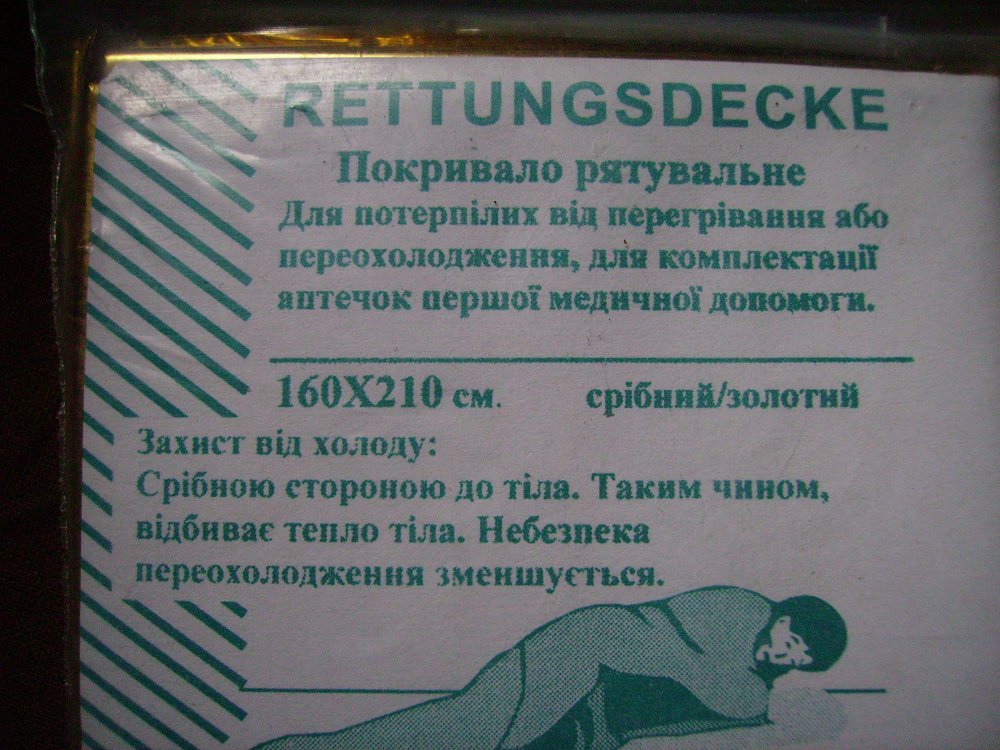 RETTUNGSDECKE
Покривало рятувальне
Для потерпілих від перегрівання або
переохолодження, для комплектації
аптечок першої медичної допомоги.
160X210 см. срібний/золотий
Захист від холоду:
Срібною стороною до тіла. Таким чином,
відбиває тепло тіла. Небезпека
переохолодження зменшується.